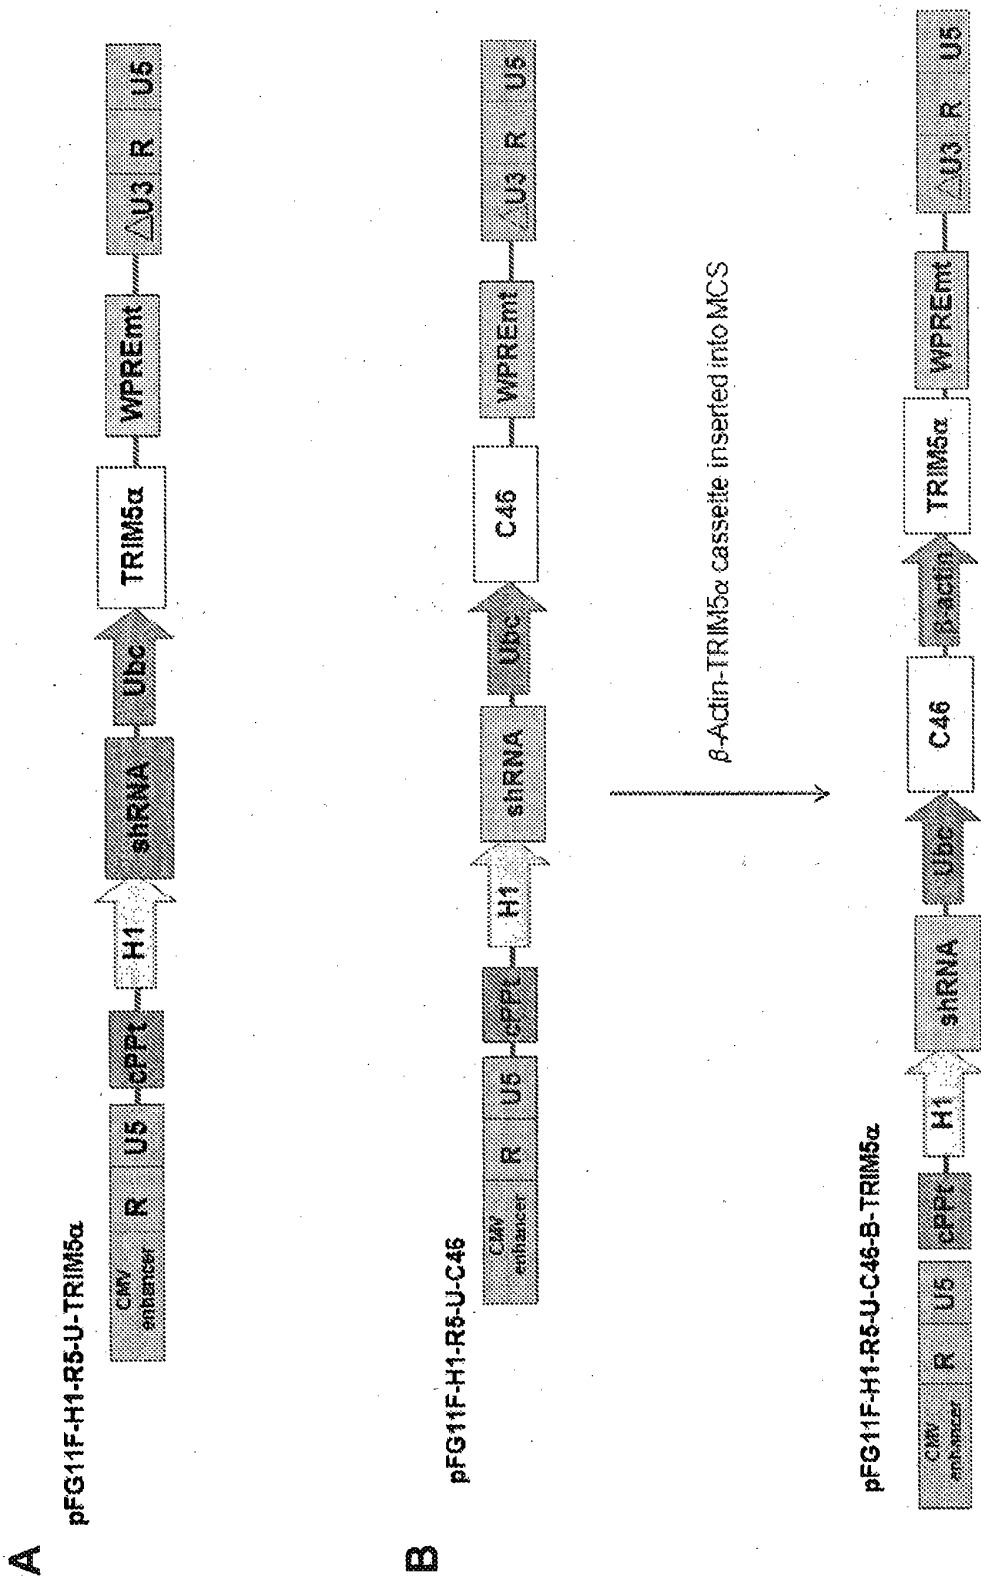 A
pFG11F-H1-R5-U-TRIM5α
CMV
enhancer
R
U5
cPPt
H1
shRNA
Ubc
TRIM5α
WPREmt
△U3
R
U5
B
pFG11F-H1-R5-U-C46
CMV
enhancer
R
U5
cPPt
H1
shRNA
Ubc
C46
WPREmt
△U3
R
U5
β-Actin-TRIM5α cassette inserted into MCS
pFG11F-H1-R5-U-C46-B-TRIM5α
CMV
enhancer
R
U5
cPPt
H1
shRNA
Ubc
C46
β-actin
TRIM5α
WPREmt
△U3
R
U5